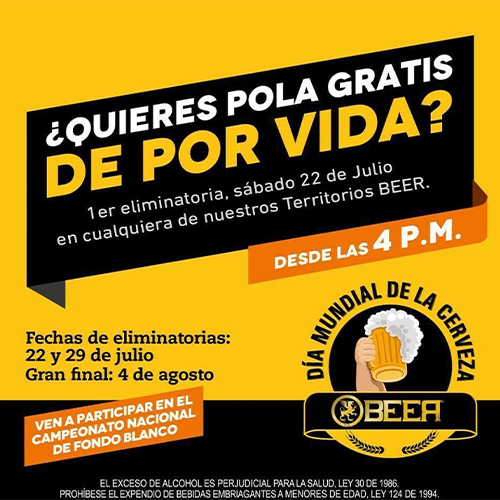 ¿QUIERES POLA GRATIS
DE POR VIDA?
1er eliminatoria, sábado 22 de Julio
en cualquiera de nuestros Territorios BEER.
DESDE LAS 4 P.M.
Fechas de eliminatorias:
22 y 29 de julio
Gran final: 4 de agosto
DÍA MUNDIAL DE LA CERVEZA
BEER
VEN A PARTICIPAR EN EL
CAMPEONATO NACIONAL
DE FONDO BLANCO
EL EXCESO DE ALCOHOL ES PERJUDICIAL PARA LA SALUD, LEY 30 DE 1986.
PROHÍBESE EL EXPENDIO DE BEBIDAS EMBRIAGANTES A MENORES DE EDAD, LEY 124 DE 1994.